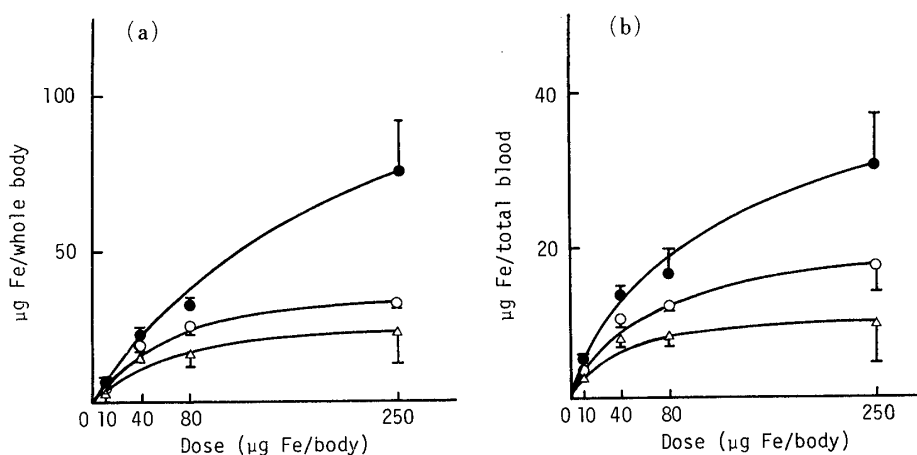 (a)
µg Fe/whole body
100
50
0 10 40 80 250
Dose (µg Fe/body)
(b)
µg Fe/total blood
40
20
0 10 40 80 250
Dose (µg Fe/body)